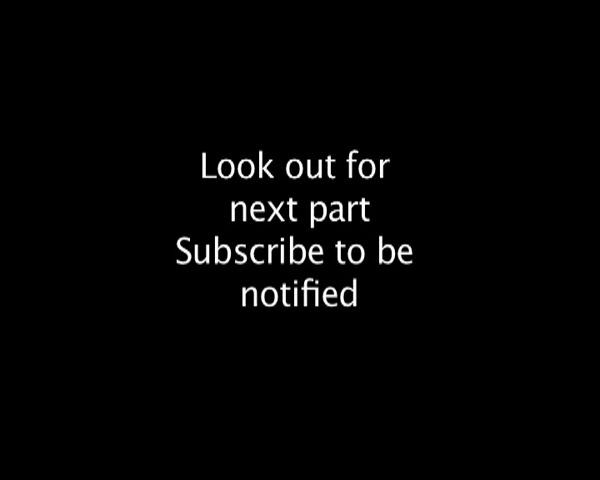 Look out for
next part
Subscribe to be
notified